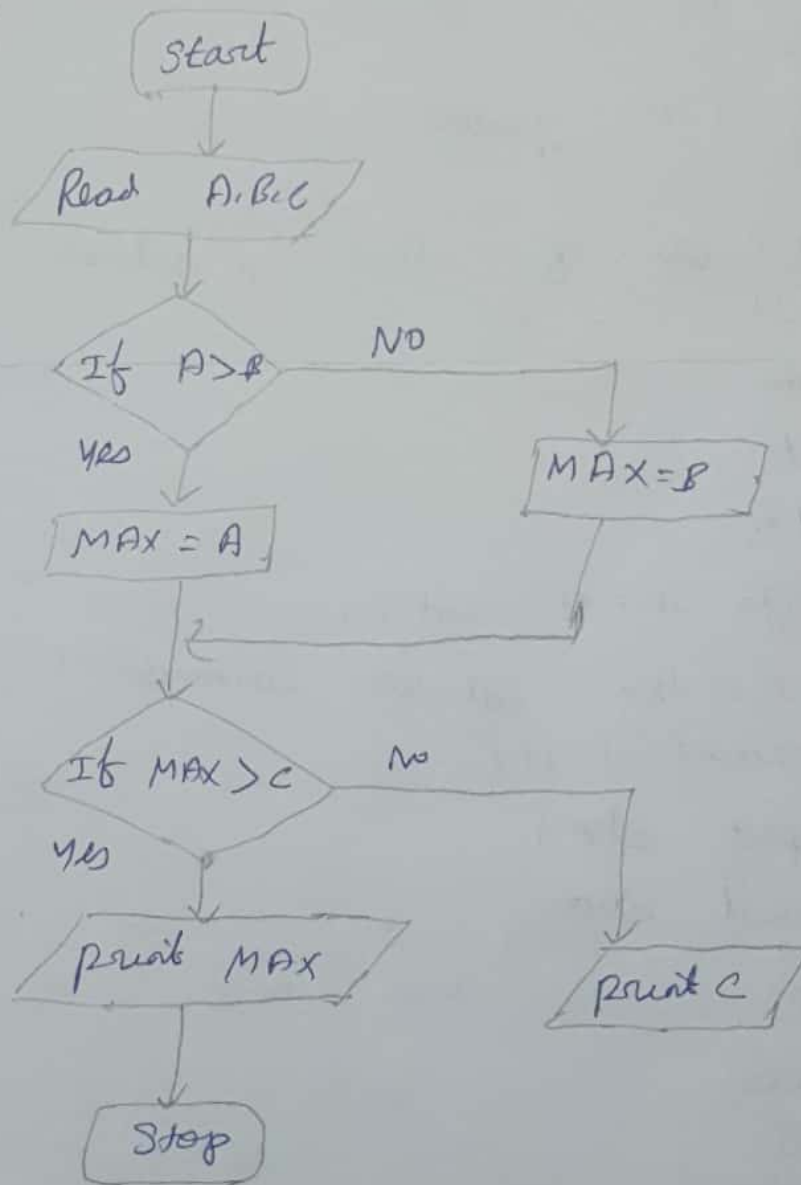 Start
Read A, B, C
If A > B
NO
Yes
MAX = B
MAX = A
If MAX > C
No
Yes
print MAX
print C
Stop